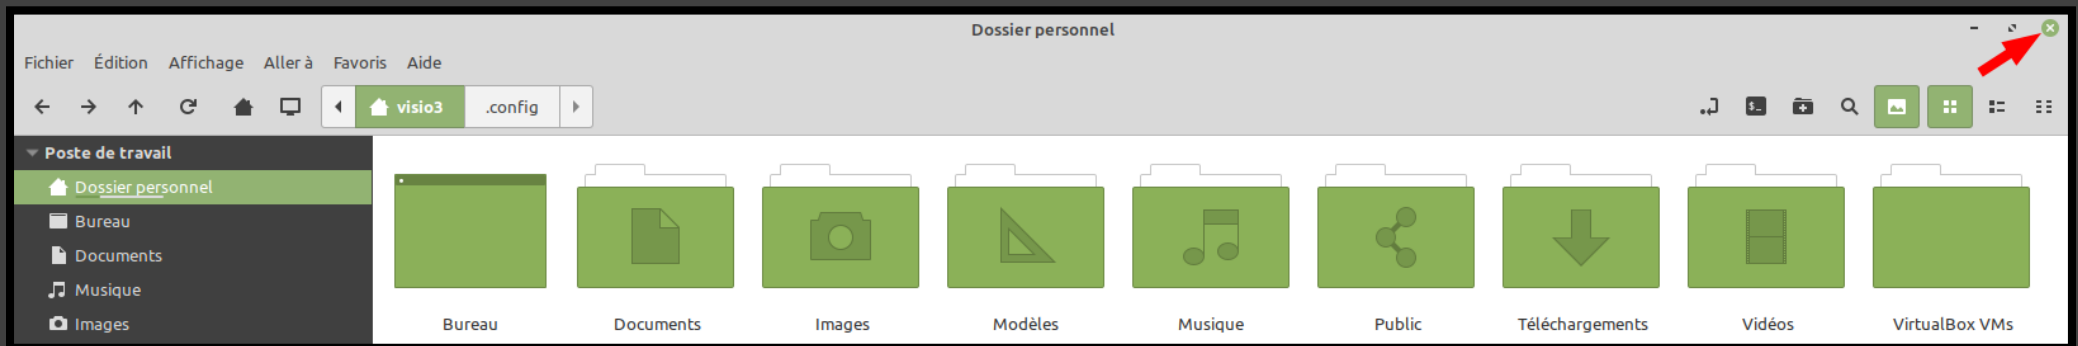 Dossier personnel
Fichier Édition Affichage Aller à Favoris Aide
visio3 .config
Poste de travail
Dossier personnel
Bureau
Documents
Musique
Images
Bureau Documents Images Modèles Musique Public Téléchargements Vidéos VirtualBox VMs